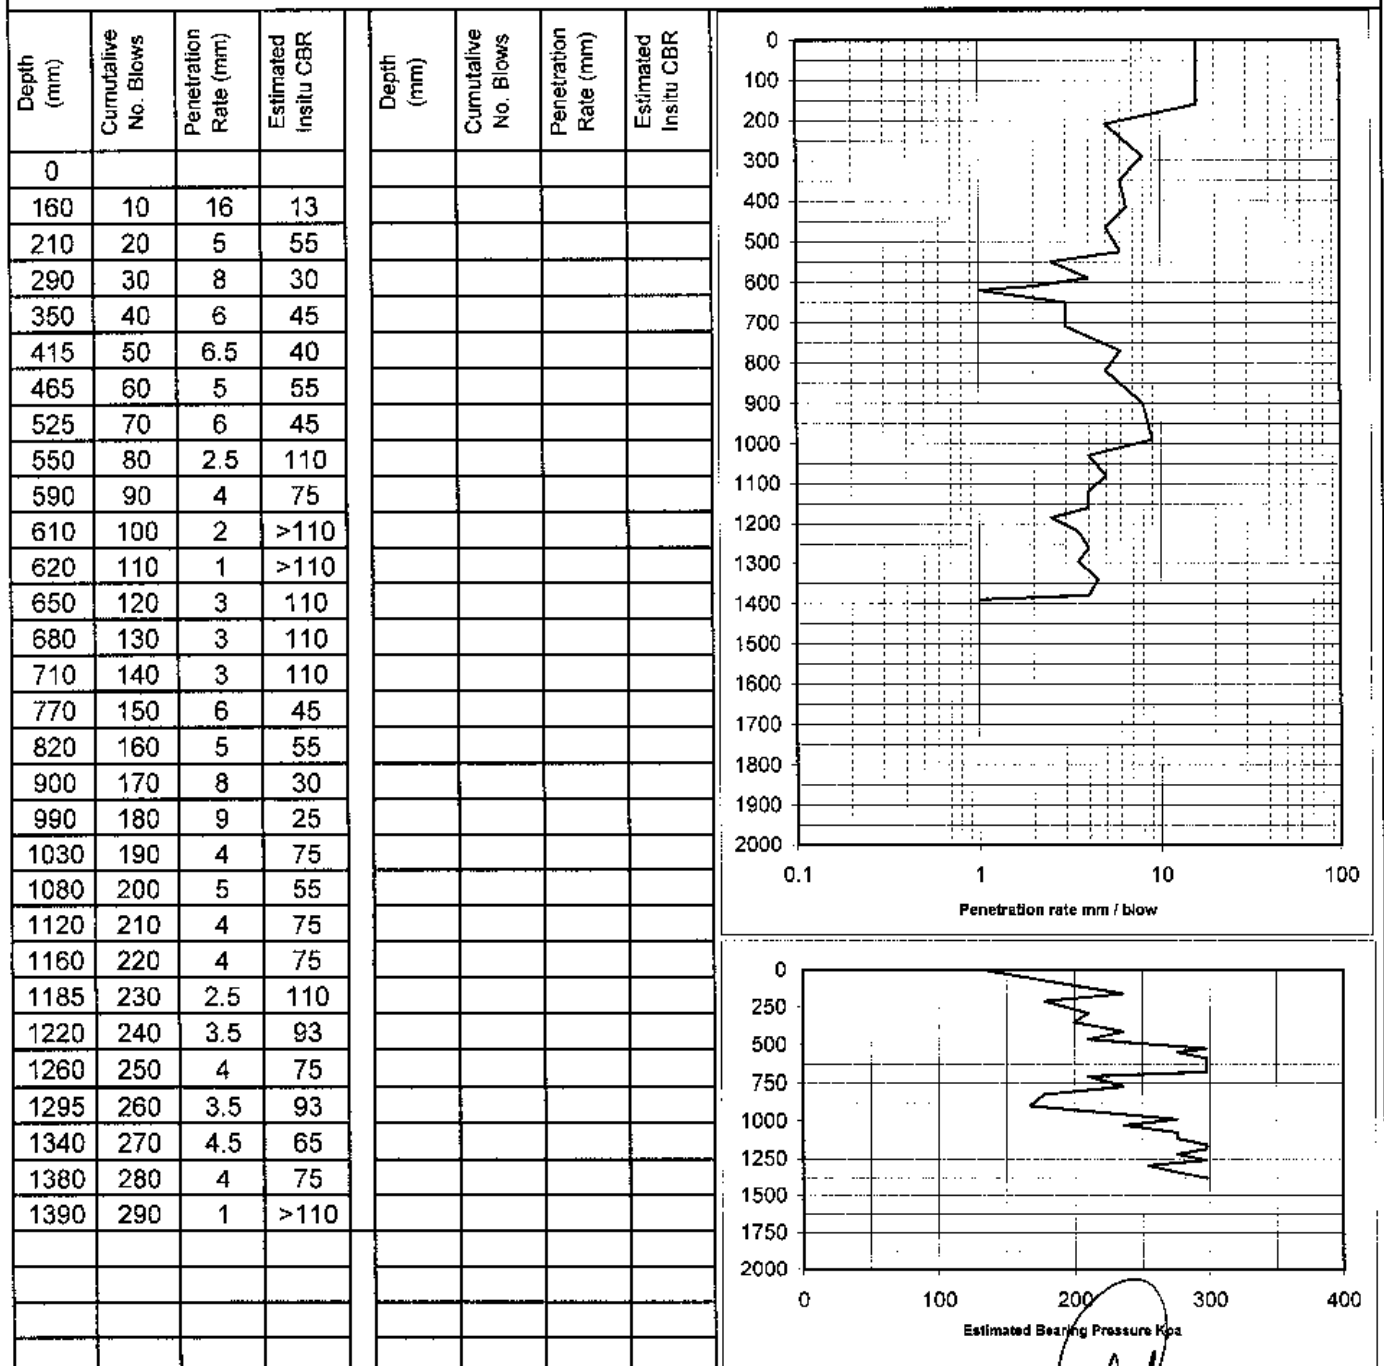 Depth (mm) Cumutalive No. Blows Penetration Rate (mm) Estimated Insitu CBR Depth (mm) Cumutalive No. Blows Penetration Rate (mm) Estimated Insitu CBR
0
160 10 16 13
210 20 5 55
290 30 8 30
350 40 6 45
415 50 6.5 40
465 60 5 55
525 70 6 45
550 80 2.5 110
590 90 4 75
610 100 2 >110
620 110 1 >110
650 120 3 110
680 130 3 110
710 140 3 110
770 150 6 45
820 160 5 55
900 170 8 30
990 180 9 25
1030 190 4 75
1080 200 5 55
1120 210 4 75
1160 220 4 75
1185 230 2.5 110
1220 240 3.5 93
1260 250 4 75
1295 260 3.5 93
1340 270 4.5 65
1380 280 4 75
1390 290 1 >110
0
100
200
300
400
500
600
700
800
900
1000
1100
1200
1300
1400
1500
1600
1700
1800
1900
2000
0.1 1 10 100
Penetration rate mm / blow
0
250
500
750
1000
1250
1500
1750
2000
0 100 200 300 400
Estimated Bearing Pressure Kpa